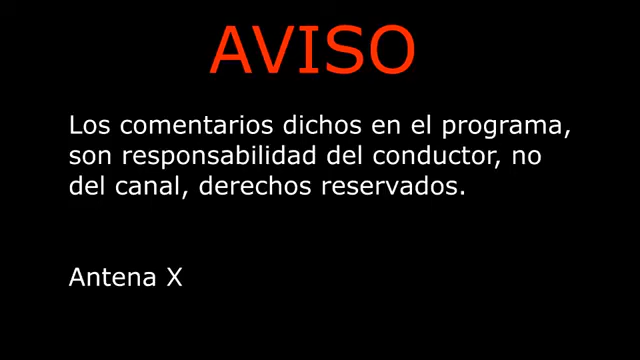 AVISO
Los comentarios dichos en el programa,
son responsabilidad del conductor, no
del canal, derechos reservados.
Antena X